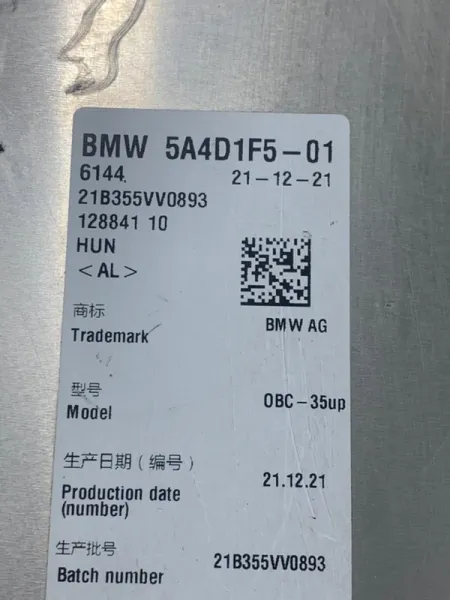 BMW 5A4D1F5-01
6144. 21-12-21
21B355VV0893
128841 10
HUN
<AL>
商标
Trademark BMW AG
型号
Model OBC-35up
生产日期(编号)
Production date 21.12.21
(number)
生产批号
Batch number 21B355VV0893